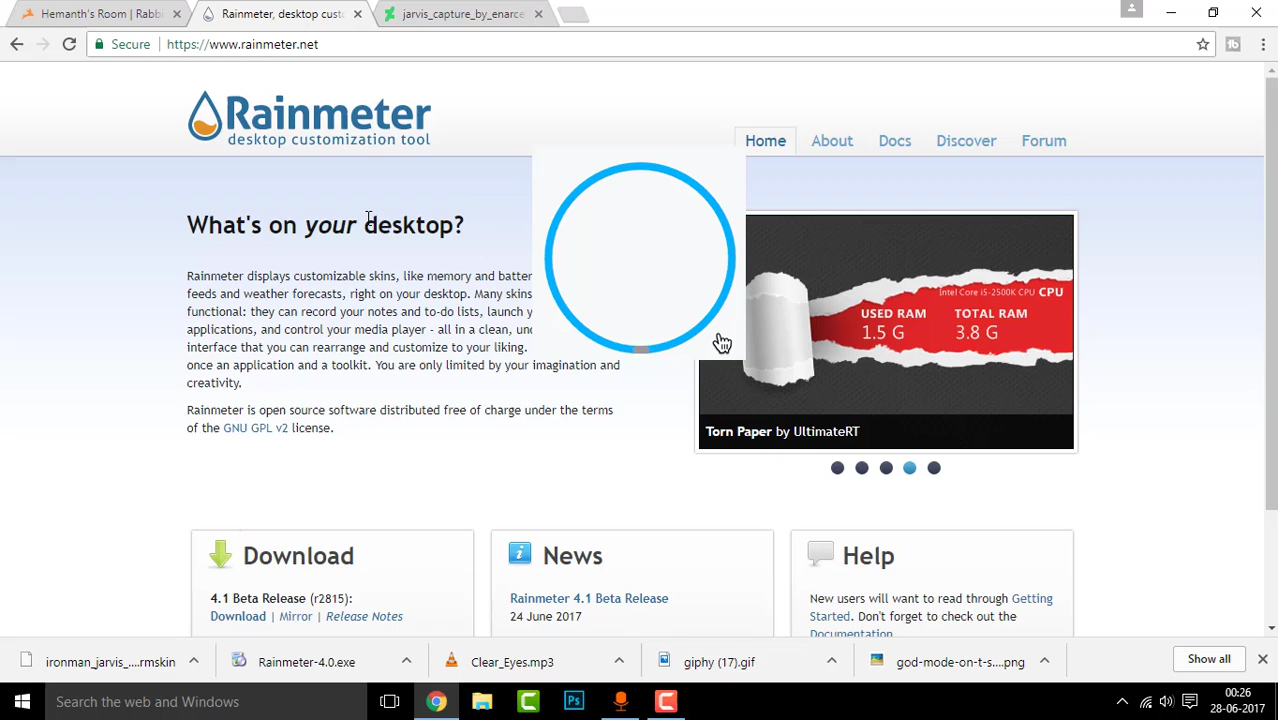 Hemanth's Room | Rabb
Rainmeter, desktop cust
jarvis_capture_by_enarce
Secure
https://www.rainmeter.net
Rainmeter
desktop customization tool
Home
About
Docs
Discover
Forum
What's on your desktop?
Rainmeter displays customizable skins, like memory and batter
feeds and weather forecasts, right on your desktop. Many skins
functional: they can record your notes and to-do lists, launch y
applications, and control your media player - all in a clean, un
interface that you can rearrange and customize to your liking.
once an application and a toolkit. You are only limited by your imagination and
creativity.
Rainmeter is open source software distributed free of charge under the terms
of the GNU GPL v2 license.
Intel Core i5-2500K CPU CPU
USED RAM
TOTAL RAM
1.5 G
3.8 G
Torn Paper by UltimateRT
Download
4.1 Beta Release (r2815):
Download | Mirror | Release Notes
News
Rainmeter 4.1 Beta Release
24 June 2017
Help
New users will want to read through Getting
Started. Don't forget to check out the
Documentation
ironman_jarvis_....rmskin
Rainmeter-4.0.exe
Clear_Eyes.mp3
giphy (17).gif
god-mode-on-t-s....png
Show all
Search the web and Windows
00:26
28-06-2017